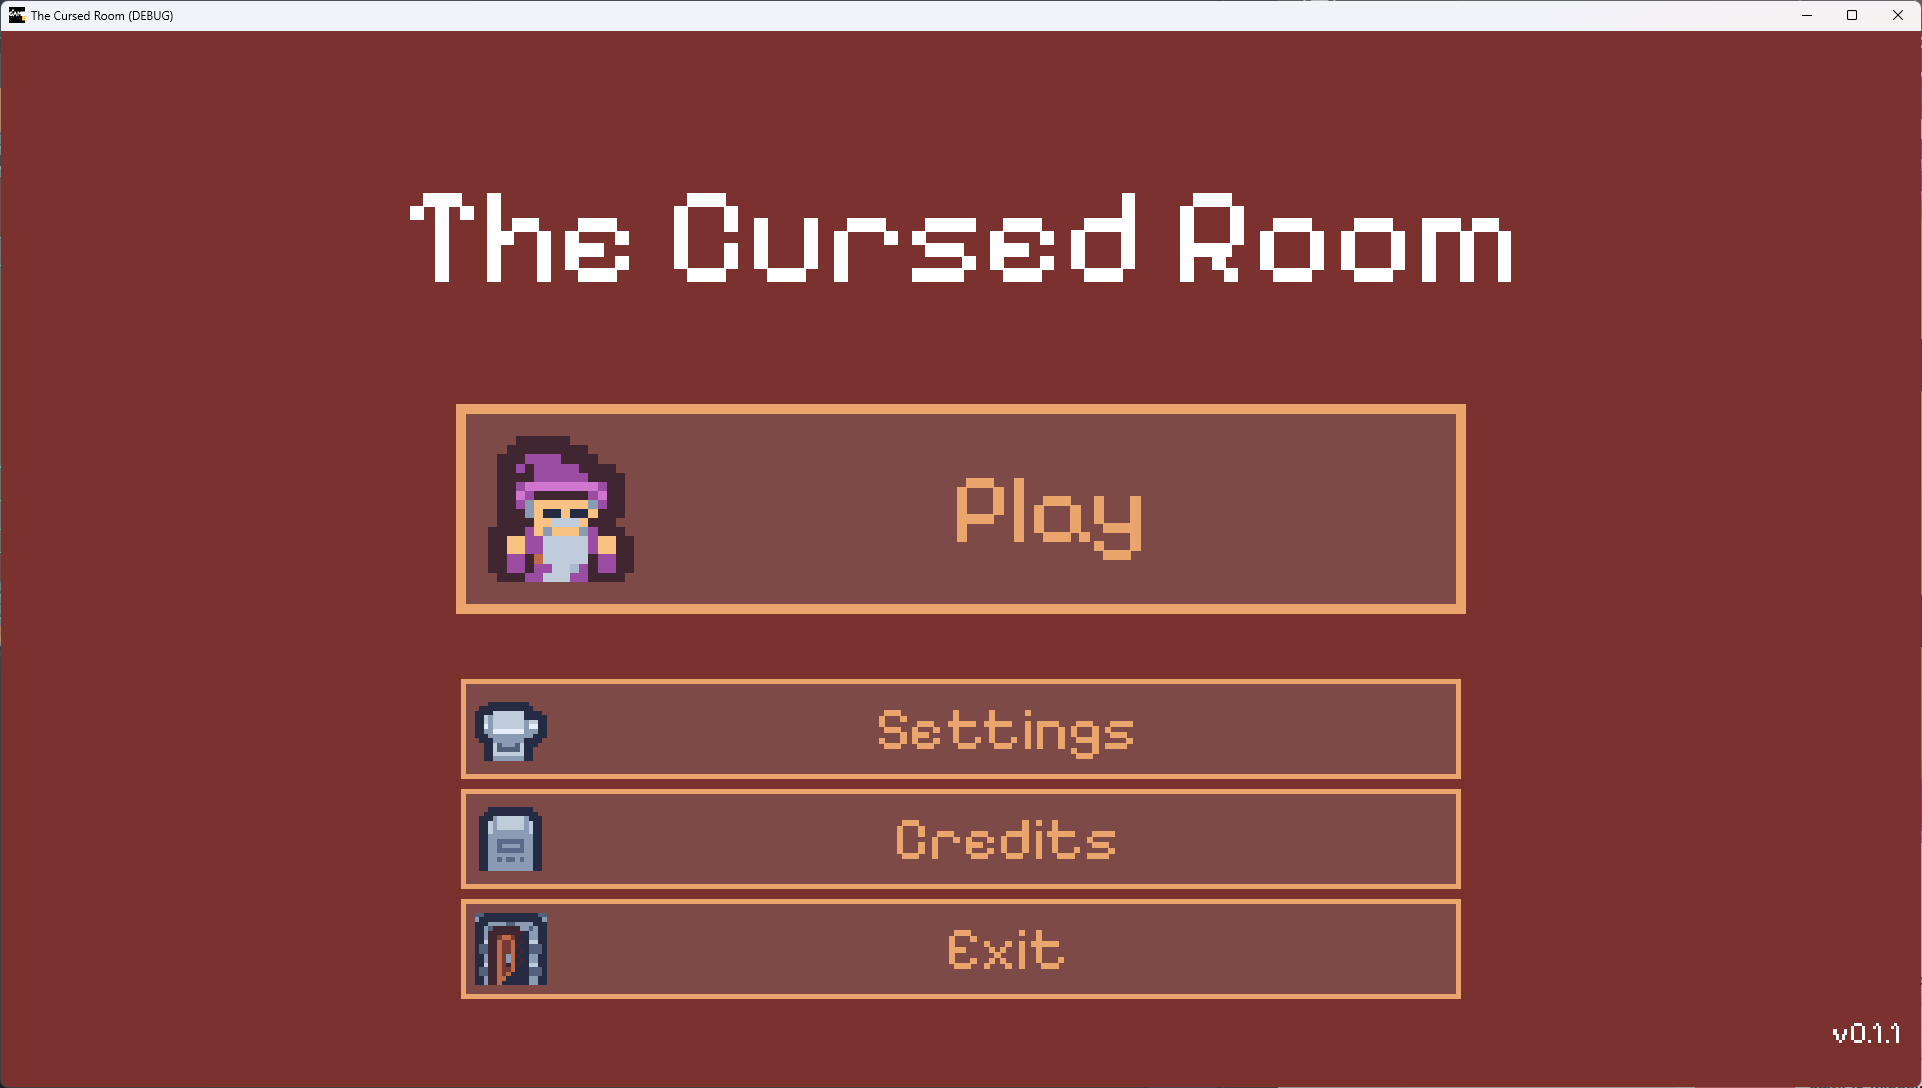 The Cursed Room (DEBUG)
The Cursed Room
Play
Settings
Credits
Exit
v0.1.1